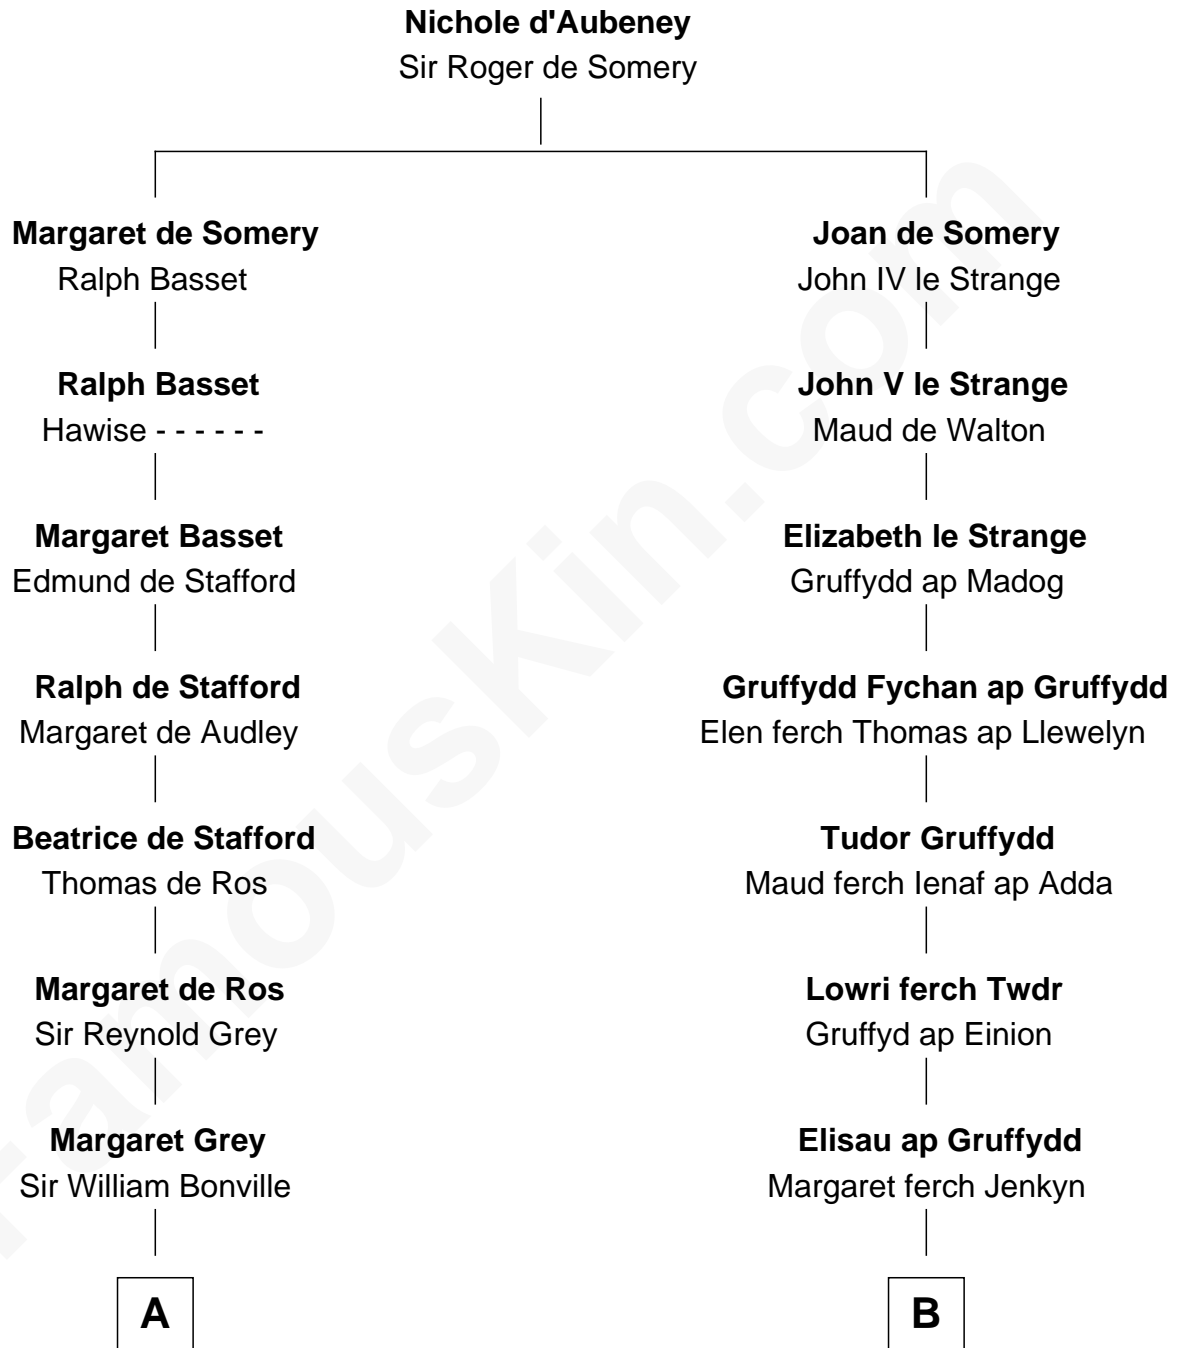 Nichole d'Aubeney
Sir Roger de Somery
Margaret de Somery
Ralph Basset
Joan de Somery
John IV le Strange
Ralph Basset
Hawise - - - - - -
John V le Strange
Maud de Walton
Margaret Basset
Edmund de Stafford
Elizabeth le Strange
Gruffydd ap Madog
Ralph de Stafford
Margaret de Audley
Gruffydd Fychan ap Gruffydd
Elen ferch Thomas ap Llewelyn
Beatrice de Stafford
Thomas de Ros
Tudor Gruffydd
Maud ferch Ienaf ap Adda
Margaret de Ros
Sir Reynold Grey
Lowri ferch Twdr
Gruffyd ap Einion
Margaret Grey
Sir William Bonville
Elisau ap Gruffydd
Margaret ferch Jenkyn
A
B
FamousKin.com